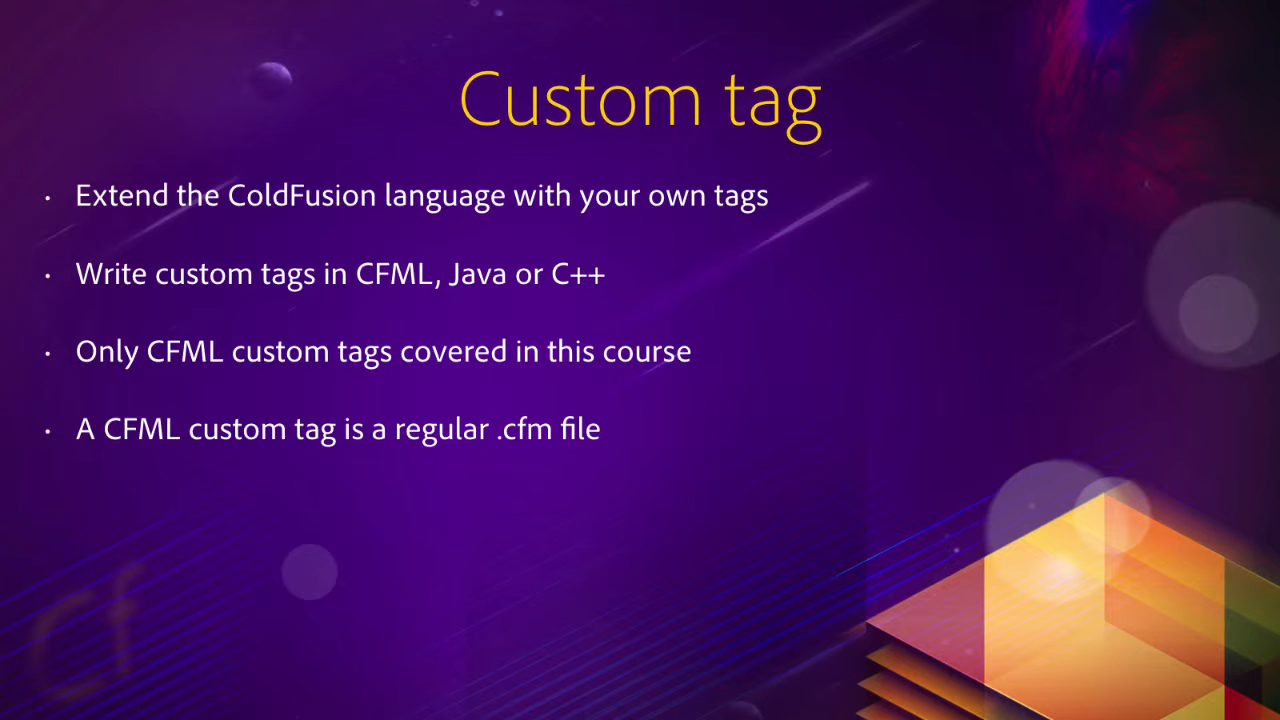 Custom tag
• Extend the ColdFusion language with your own tags
• Write custom tags in CFML, Java or C++
• Only CFML custom tags covered in this course
• A CFML custom tag is a regular .cfm file
Cf